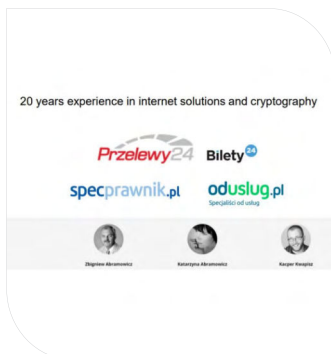 20 years experience in internet solutions and cryptography
Przelewy24 Bilety24
specprawnik.pl oduslug.pl
Specjaliści od usług
Zbigniew Abramowicz Katarzyna Abramowicz Kacper Kwapisz